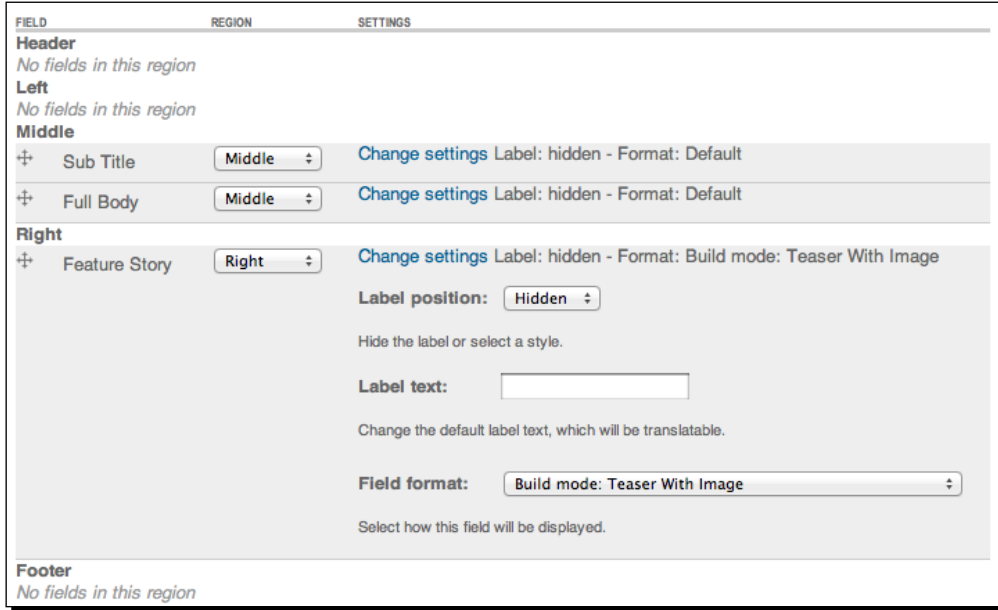 FIELD REGION SETTINGS
Header
No fields in this region
Left
No fields in this region
Middle
Sub Title Middle Change settings Label: hidden - Format: Default
Full Body Middle Change settings Label: hidden - Format: Default
Right
Feature Story Right Change settings Label: hidden - Format: Build mode: Teaser With Image
Label position: Hidden
Hide the label or select a style.
Label text:
Change the default label text, which will be translatable.
Field format: Build mode: Teaser With Image
Select how this field will be displayed.
Footer
No fields in this region